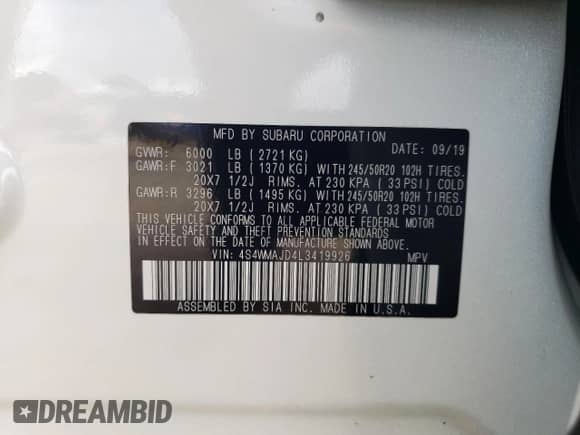 MFD BY SUBARU CORPORATION
DATE: 09/19
GVWR: 6000 LB ( 2721 KG)
GAWR:F 3021 LB ( 1370 KG) WITH 245/50R20 102H TIRES.
20X7 1/2J RIMS. AT 230 KPA ( 33 PSI) COLD
GAWR:R 3296 LB ( 1495 KG) WITH 245/50R20 102H TIRES.
20X7 1/2J RIMS. AT 230 KPA ( 33 PSI) COLD
THIS VEHICLE CONFORMS TO ALL APPLICABLE FEDERAL MOTOR
VEHICLE SAFETY AND THEFT PREVENTION STANDARDS
IN EFFECT ON THE DATE OF MANUFACTURE SHOWN ABOVE.
VIN: 4S4WMAJD4L3419926 MPV
ASSEMBLED BY SIA INC. MADE IN U.S.A.
DREAMBID